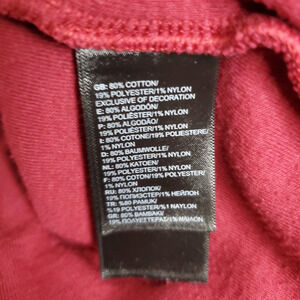 GB: 80% COTTON/
19% POLYESTER/1% NYLON
EXCLUSIVE OF DECORATION
E: 80% ALGODÓN/
19% POLIÉSTER/1% NYLON
P: 80% ALGODÃO/
19% POLIÉSTER/1% NYLON
I: 80% COTONE/19% POLIESTERE/
1% NYLON
D: 80% BAUMWOLLE/
19% POLYESTER/1% NYLON
NL: 80% KATOEN/
19% POLYESTER/1% NYLON
F: 80% COTON/19% POLYESTER/
1% NYLON
RU: 80% ХЛОПОК/
19% ПОЛИЭСТЕР/1% НЕЙЛОН
TR: %80 PAMUK/
%19 POLYESTER/%1 NAYLON
GR: 80% ΒΑΜΒΑΚΙ/
19% ΠΟΛΥΕΣΤΕΡΑΣ/1% ΝΑΥΛΟΝ